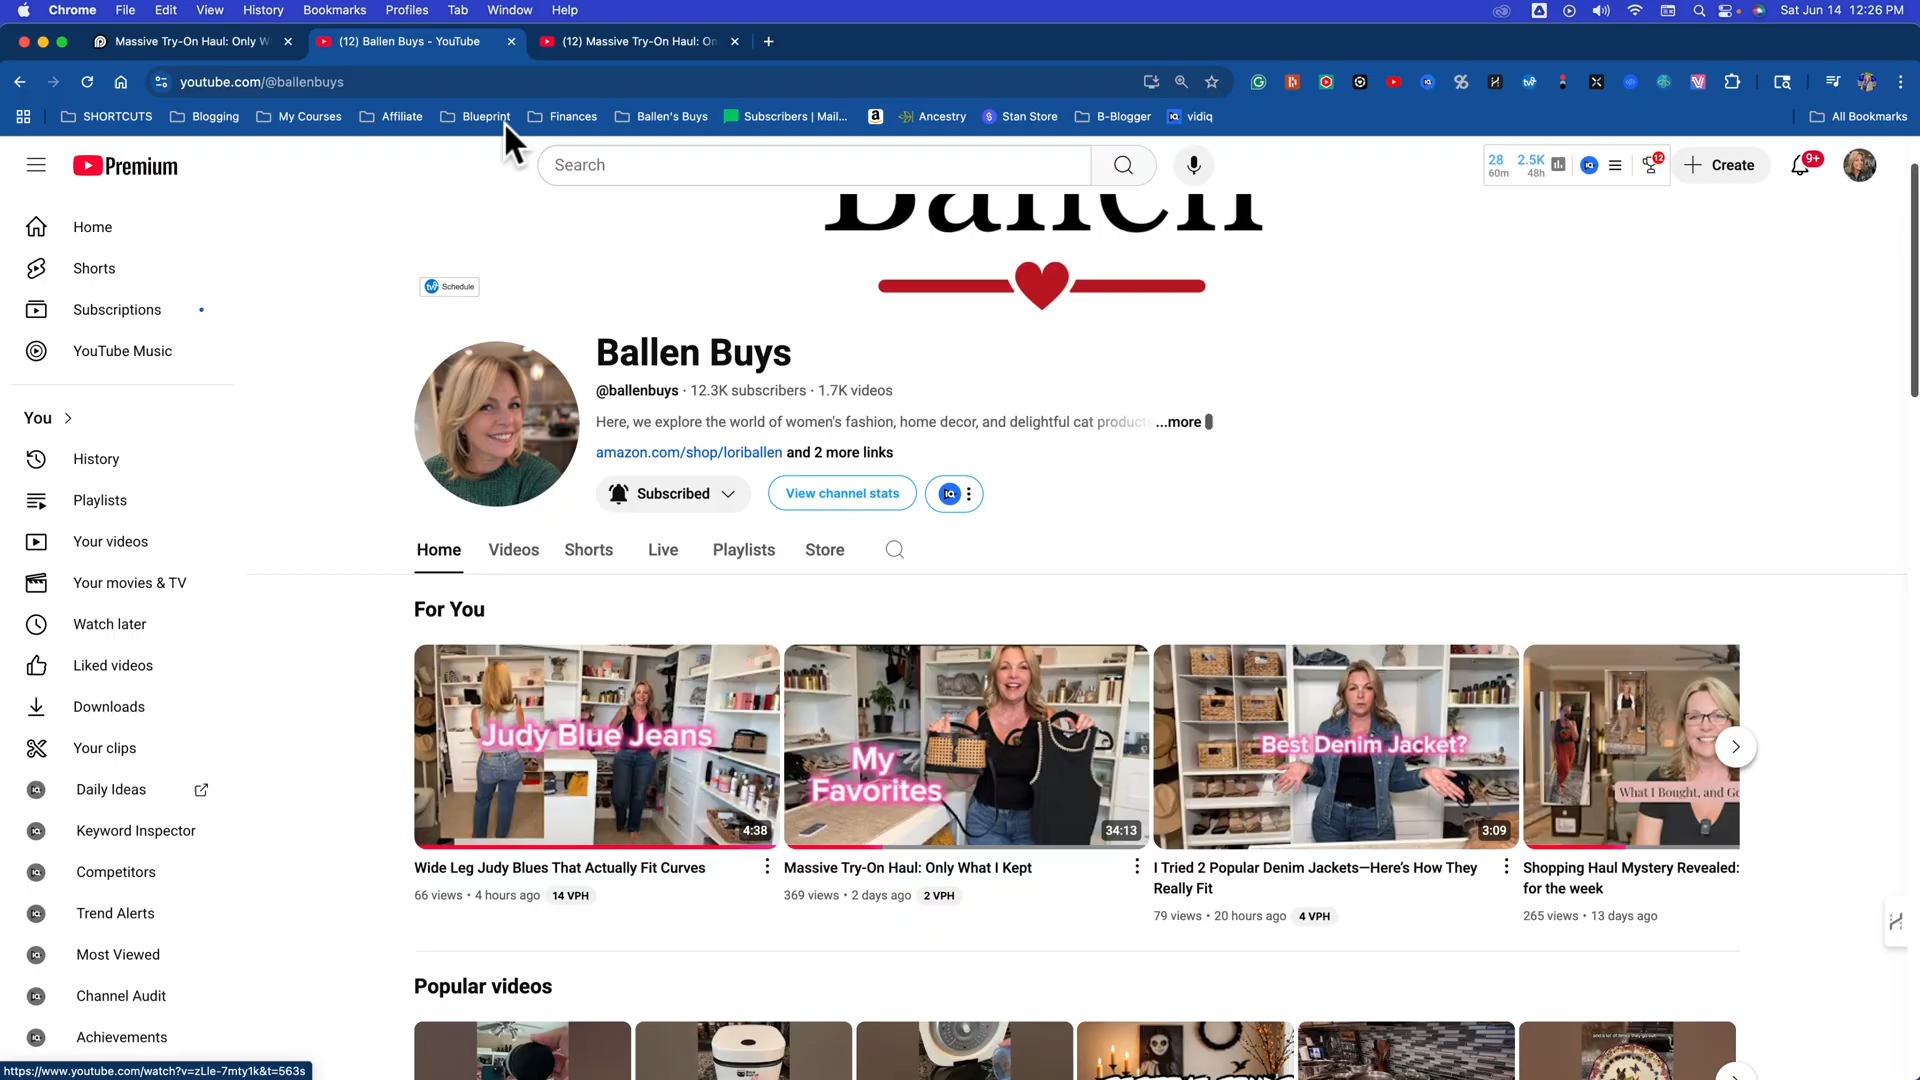 Chrome File Edit View History Bookmarks Profiles Tab Window Help Sat Jun 14 12:26 PM
Massive Try-On Haul: Only W (12) Ballen Buys - YouTube (12) Massive Try-On Haul: On
youtube.com/@ballenbuys
SHORTCUTS Blogging My Courses Affiliate Blueprint Finances Ballen's Buys Subscribers | Mail... Ancestry Stan Store B-Blogger vidiq All Bookmarks
Premium Search 28 60m 2.5K 48h 12 Create 9+
Ballen
Home
Shorts
Subscriptions
YouTube Music
You
History
Playlists
Your videos
Your movies & TV
Watch later
Liked videos
Downloads
Your clips
Daily Ideas
Keyword Inspector
Competitors
Trend Alerts
Most Viewed
Channel Audit
Achievements
Schedule
Ballen Buys
@ballenbuys · 12.3K subscribers · 1.7K videos
Here, we explore the world of women's fashion, home decor, and delightful cat product ...more
amazon.com/shop/loriballen and 2 more links
Subscribed View channel stats
Home Videos Shorts Live Playlists Store
For You
Judy Blue Jeans
4:38
My
Favorites
34:13
Best Denim Jacket?
3:09
What I Bought, and Go
Wide Leg Judy Blues That Actually Fit Curves
66 views • 4 hours ago 14 VPH
Massive Try-On Haul: Only What I Kept
369 views • 2 days ago 2 VPH
I Tried 2 Popular Denim Jackets—Here's How They
Really Fit
79 views • 20 hours ago 4 VPH
Shopping Haul Mystery Revealed:
for the week
265 views • 13 days ago
Popular videos
https://www.youtube.com/watch?v=zLle-7mty1k&t=563s